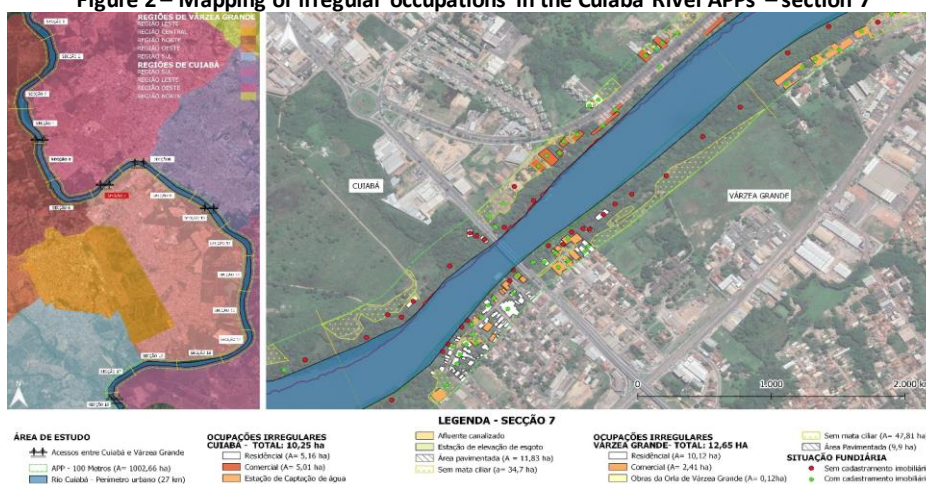 Figure 2 – Mapping of irregular occupations in the Cuiabá River APPs – section 7
REGIÕES DE VÁRZEA GRANDE
REGIÃO LESTE
REGIÃO CENTRAL
REGIÃO NORTE
REGIÃO OESTE
REGIÃO SUL
REGIÕES DE CUIABÁ
REGIÃO SUL
REGIÃO LESTE
REGIÃO OESTE
REGIÃO NORTE
CUIABÁ
VÁRZEA GRANDE
0 1.000 2.000
LEGENDA - SECÇÃO 7
ÁREA DE ESTUDO
Acessos entre Cuiabá e Várzea Grande
APP - 100 Metros (A= 1002,66 ha)
Rio Cuiabá - Perímetro urbano (27 km)
OCUPAÇÕES IRREGULARES
CUIABÁ - TOTAL: 10,25 ha
Residêncial (A= 5,16 ha)
Comercial (A= 5,01 ha)
Estação de Captação de água
Afluente canalizado
Estação de elevação de esgoto
Área pavimentada (A = 11,83 ha)
Sem mata ciliar (A= 34,7 ha)
OCUPAÇÕES IRREGULARES
VÁRZEA GRANDE- TOTAL: 12,65 HA
Residêncial (A= 10,12 ha)
Comercial (A= 2,41 ha)
Obras da Orla de Várzea Grande (A= 0,12ha)
Sem mata ciliar (A= 47,81 ha)
Área Pavimentada (9,9 ha)
SITUAÇÃO FUNDIÁRIA
Sem cadastramento imobiliári
Com cadastramento imobiliári